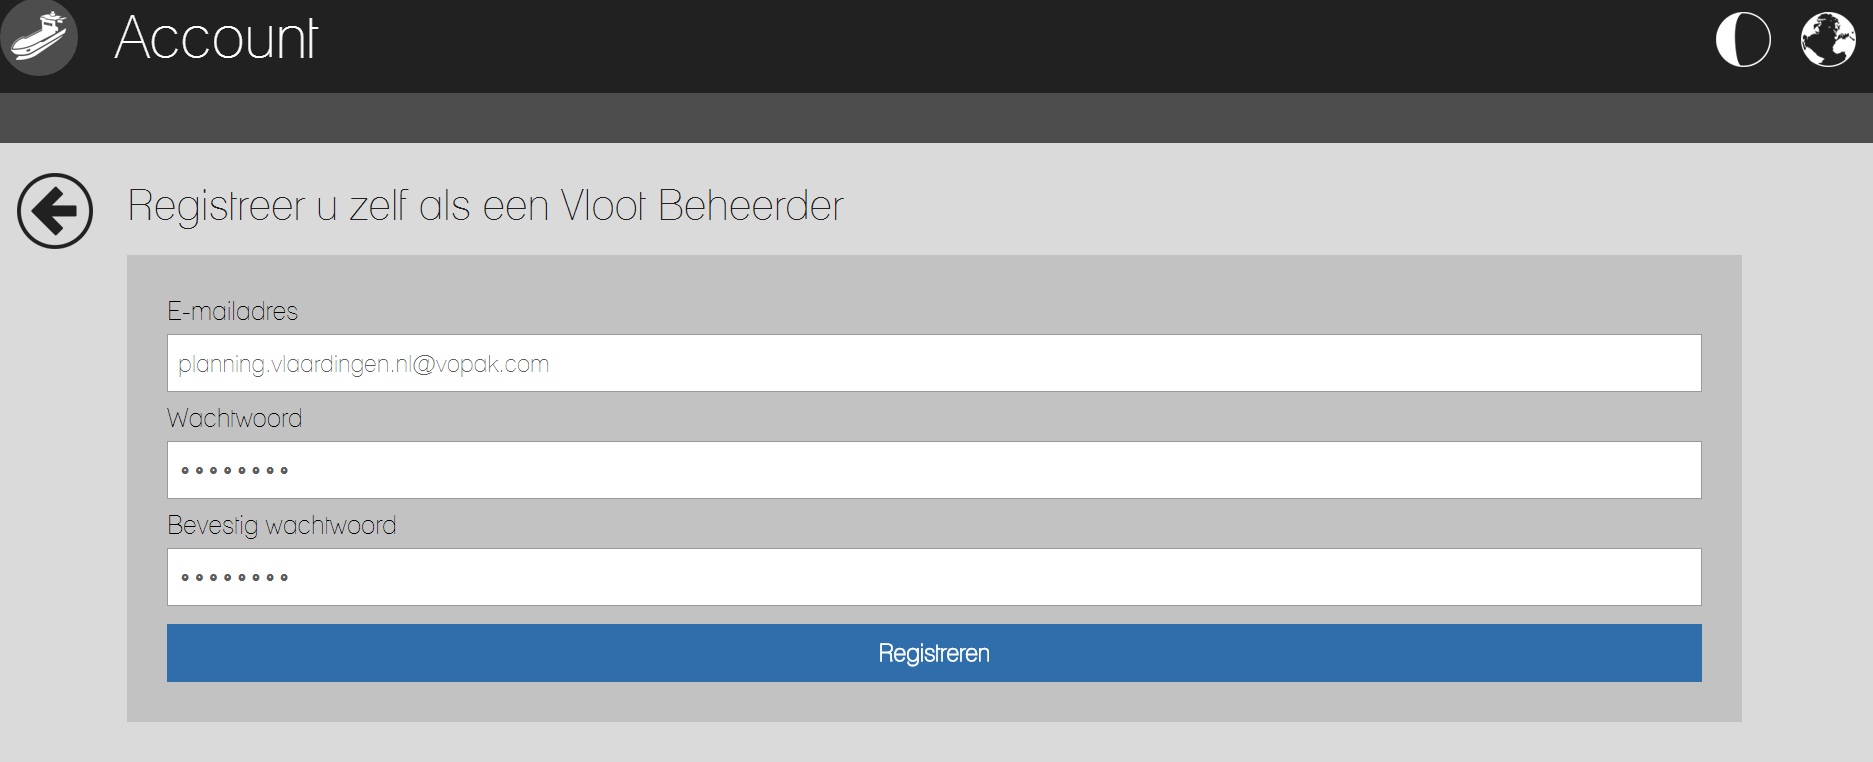 Account
Registreer u zelf als een Vloot Beheerder
E-mailadres
planning.vlaardingen.nl@vopak.com
Wachtwoord
Bevestig wachtwoord
Registreren